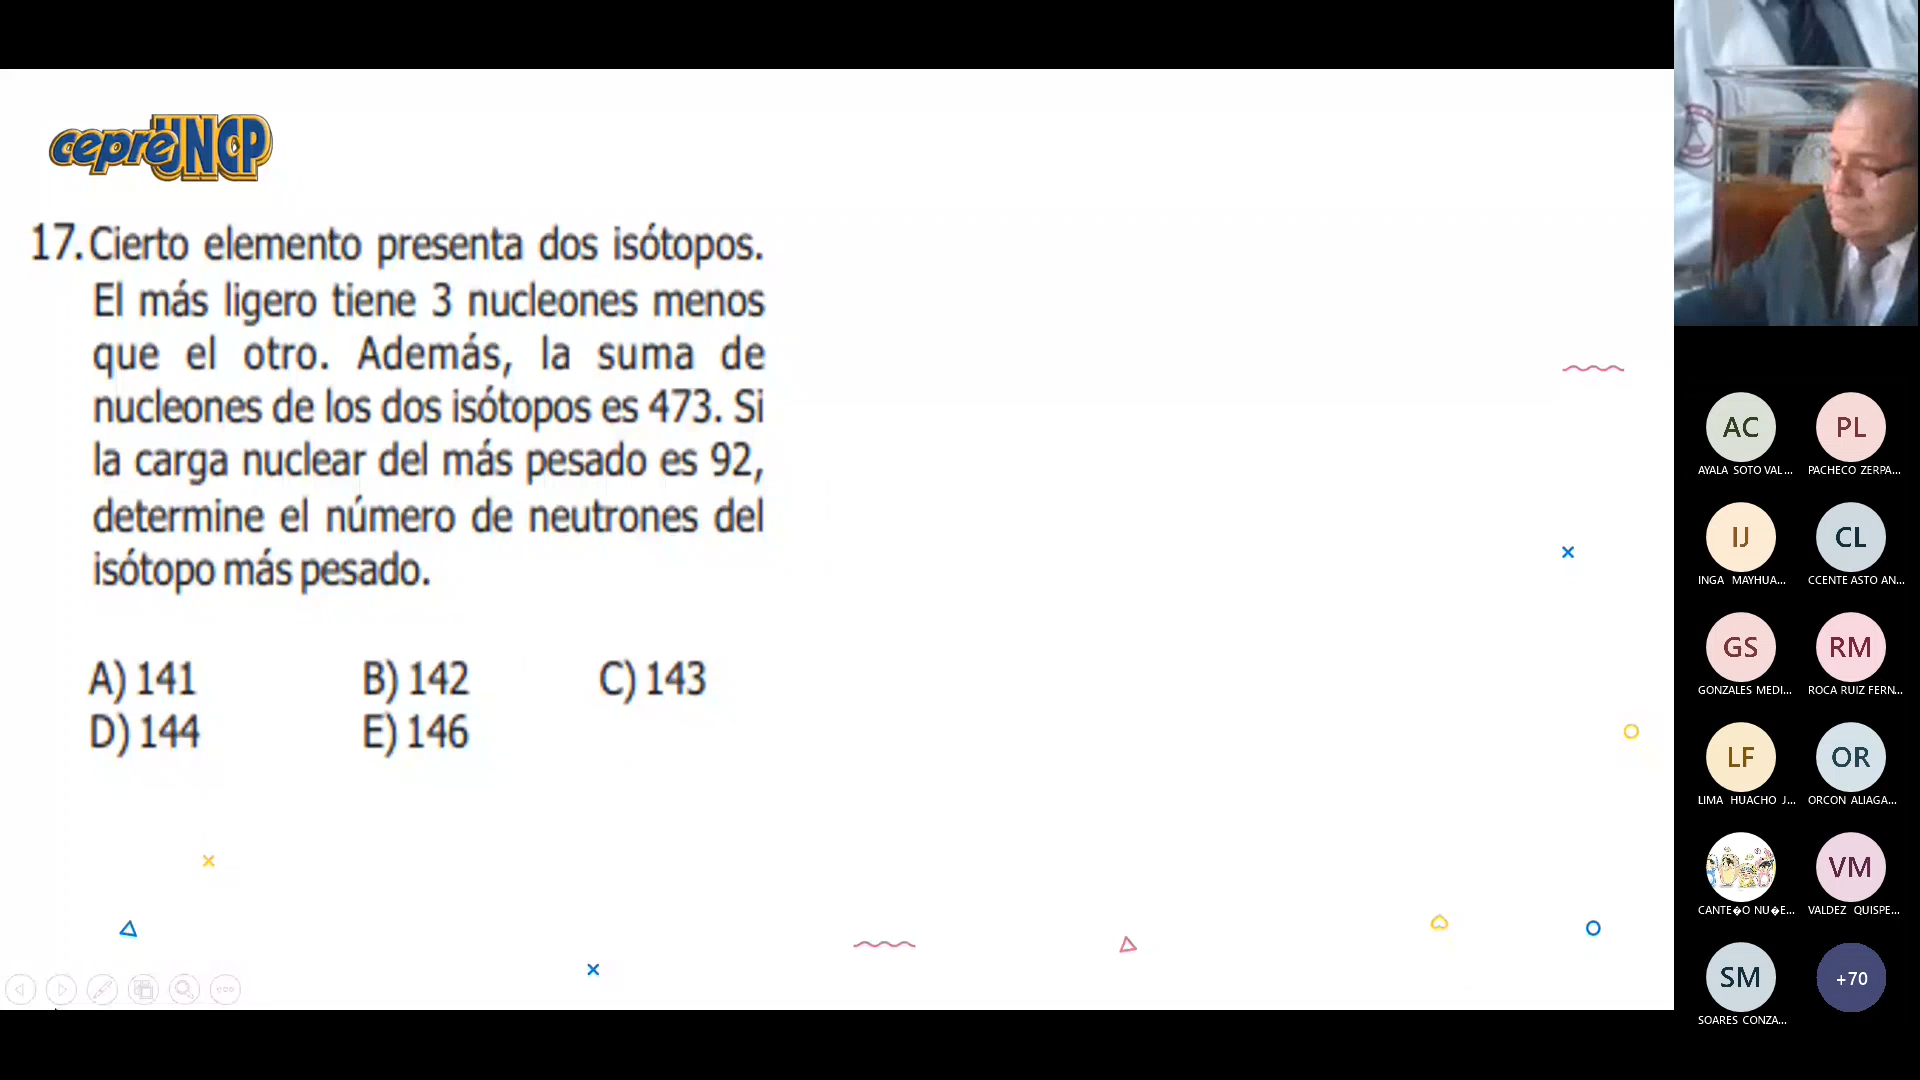 cepreUNCP
17. Cierto elemento presenta dos isótopos.
El más ligero tiene 3 nucleones menos
que el otro. Además, la suma de
nucleones de los dos isótopos es 473. Si
la carga nuclear del más pesado es 92,
determine el número de neutrones del
isótopo más pesado.
A) 141 B) 142 C) 143
D) 144 E) 146
AC PL
AYALA SOTO VAL... PACHECO ZERPA...
IJ CL
INGA MAYHUA... CCENTE ASTO AN...
GS RM
GONZALES MEDI... ROCA RUIZ FERN...
LF OR
LIMA HUACHO J... ORCON ALIAGA...
VM
CANTE�O NU�E... VALDEZ QUISPE...
SM +70
SOARES CONZA...